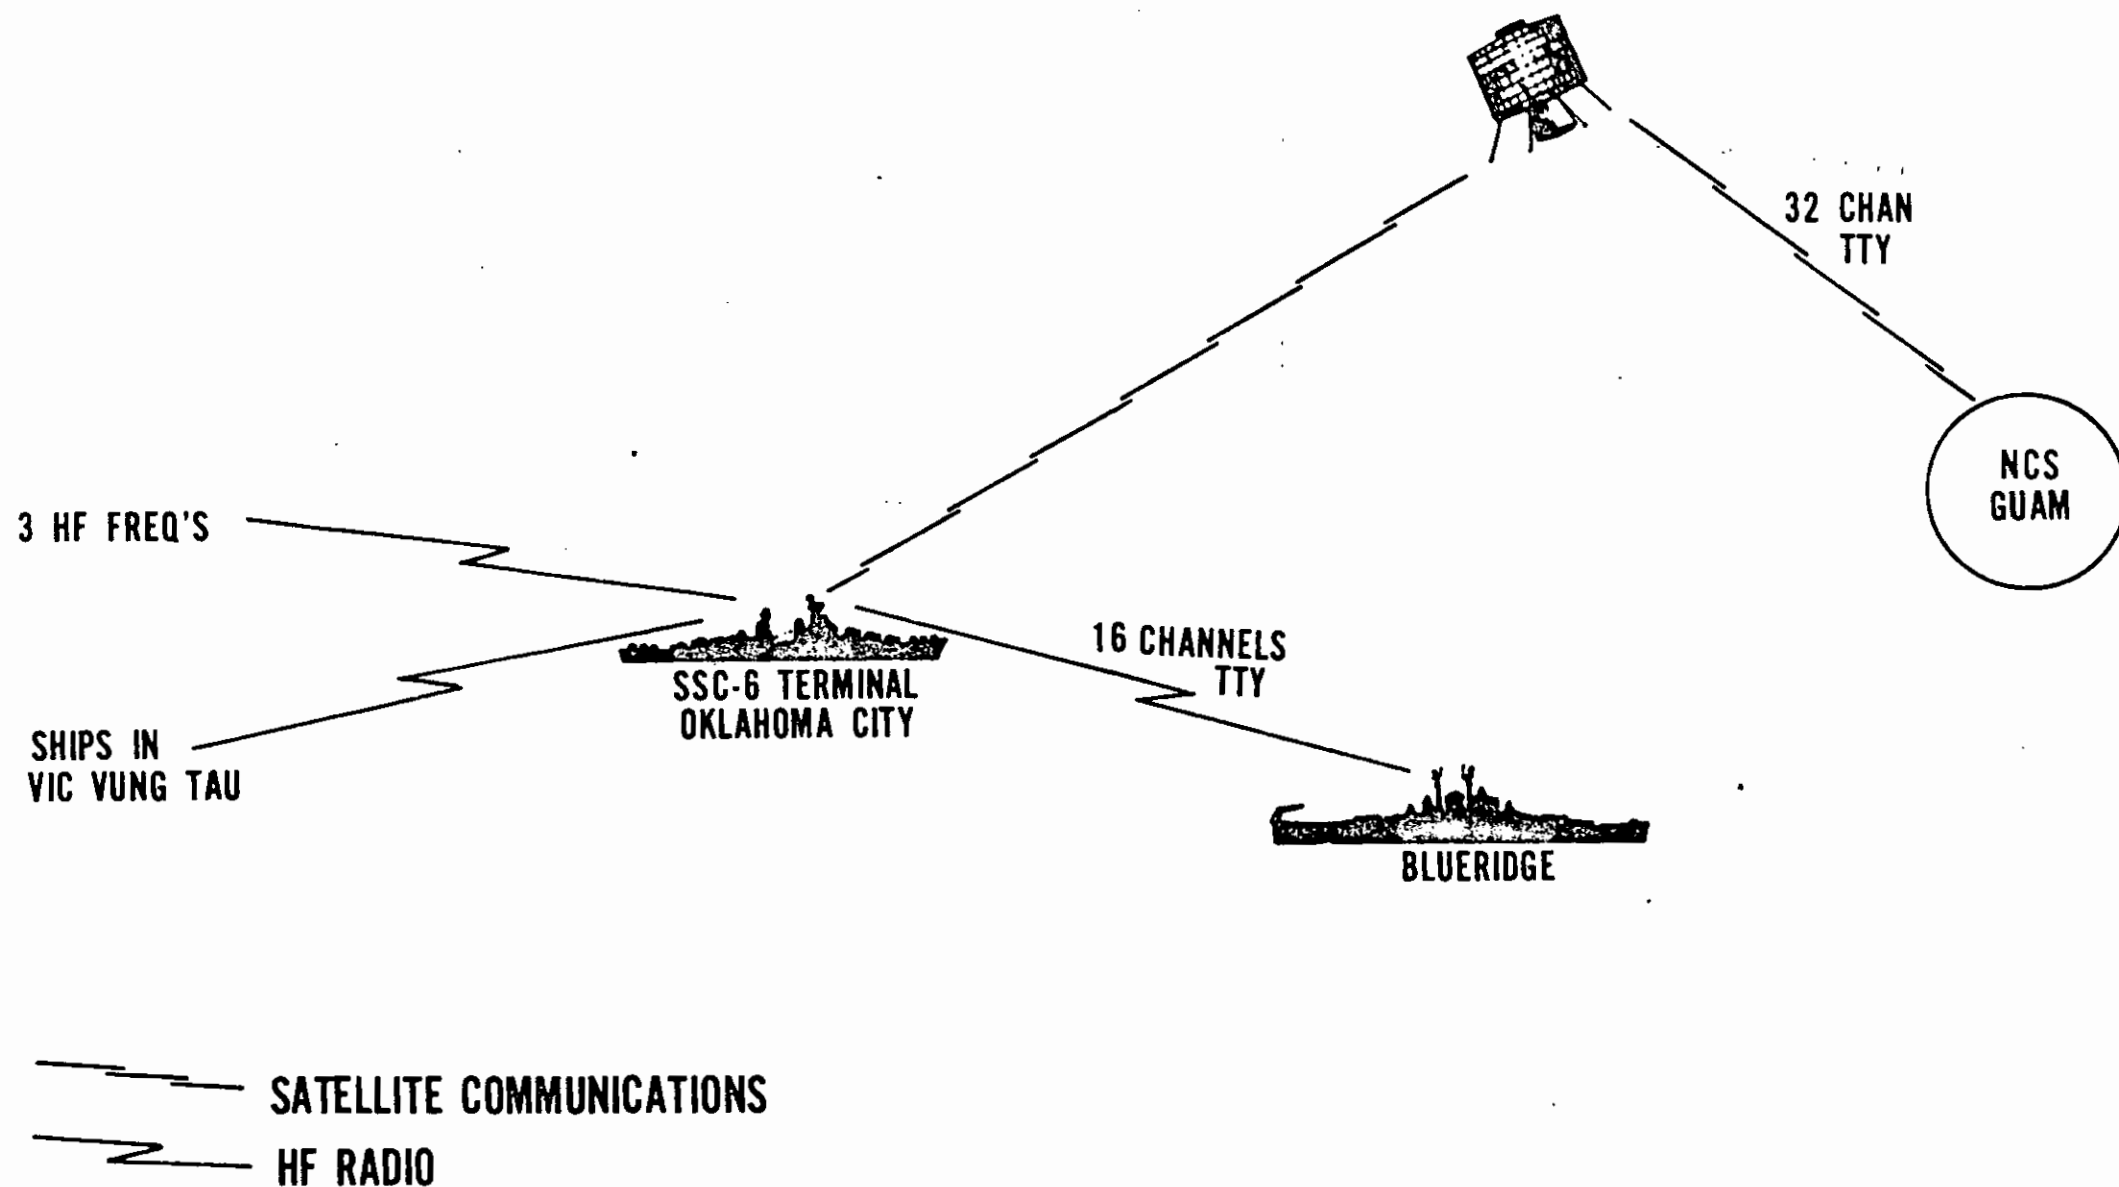 32 CHAN
TTY
NCS
GUAM
3 HF FREQ'S
16 CHANNELS
TTY
SSC-6 TERMINAL
OKLAHOMA CITY
SHIPS IN
VIC VUNG TAU
BLUERIDGE
SATELLITE COMMUNICATIONS
HF RADIO